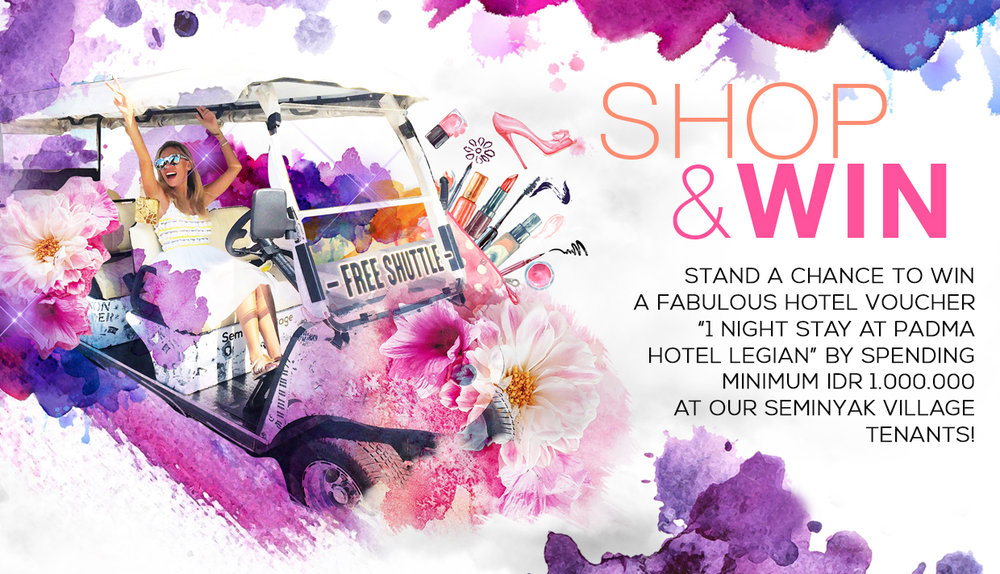 SHOP
&WIN
STAND A CHANCE TO WIN
A FABULOUS HOTEL VOUCHER
"1 NIGHT STAY AT PADMA
HOTEL LEGIAN" BY SPENDING
MINIMUM IDR 1.000.000
AT OUR SEMINYAK VILLAGE
TENANTS!
- FREE SHUTTLE -